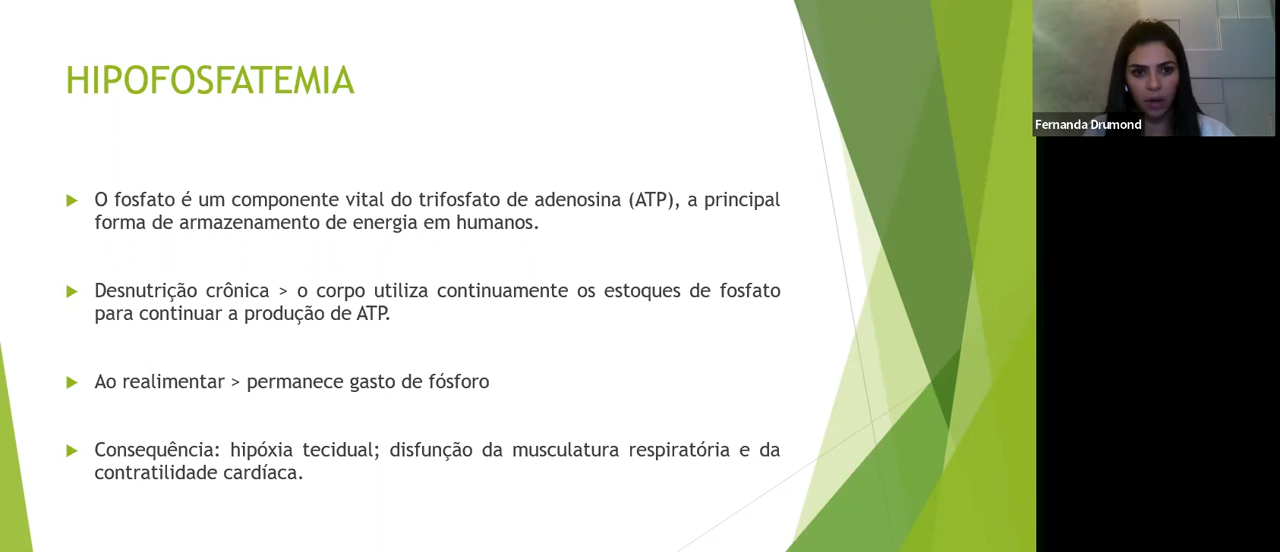 HIPOFOSFATEMIA
Fernanda Drumond
O fosfato é um componente vital do trifosfato de adenosina (ATP), a principal
forma de armazenamento de energia em humanos.
Desnutrição crônica > o corpo utiliza continuamente os estoques de fosfato
para continuar a produção de ATP.
Ao realimentar > permanece gasto de fósforo
Consequência: hipóxia tecidual; disfunção da musculatura respiratória e da
contratilidade cardíaca.